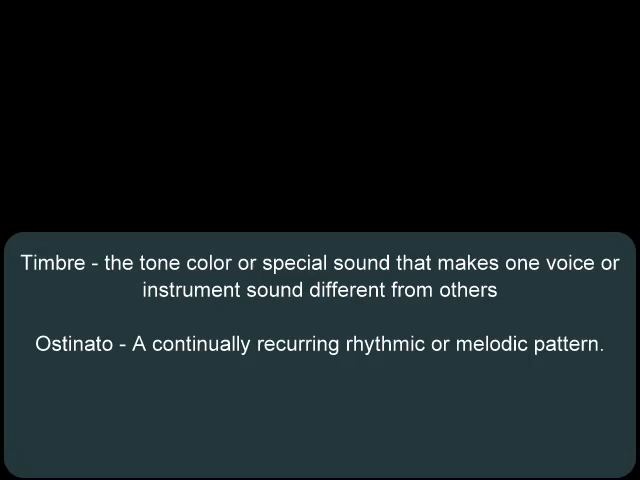 Timbre - the tone color or special sound that makes one voice or
instrument sound different from others
Ostinato - A continually recurring rhythmic or melodic pattern.